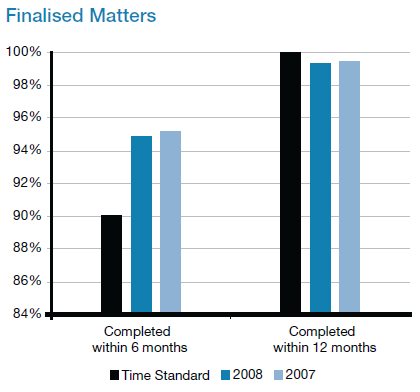 Finalised Matters
100%
98%
96%
94%
92%
90%
88%
86%
84%
Completed
within 6 months
Completed
within 12 months
Time Standard 2008 2007